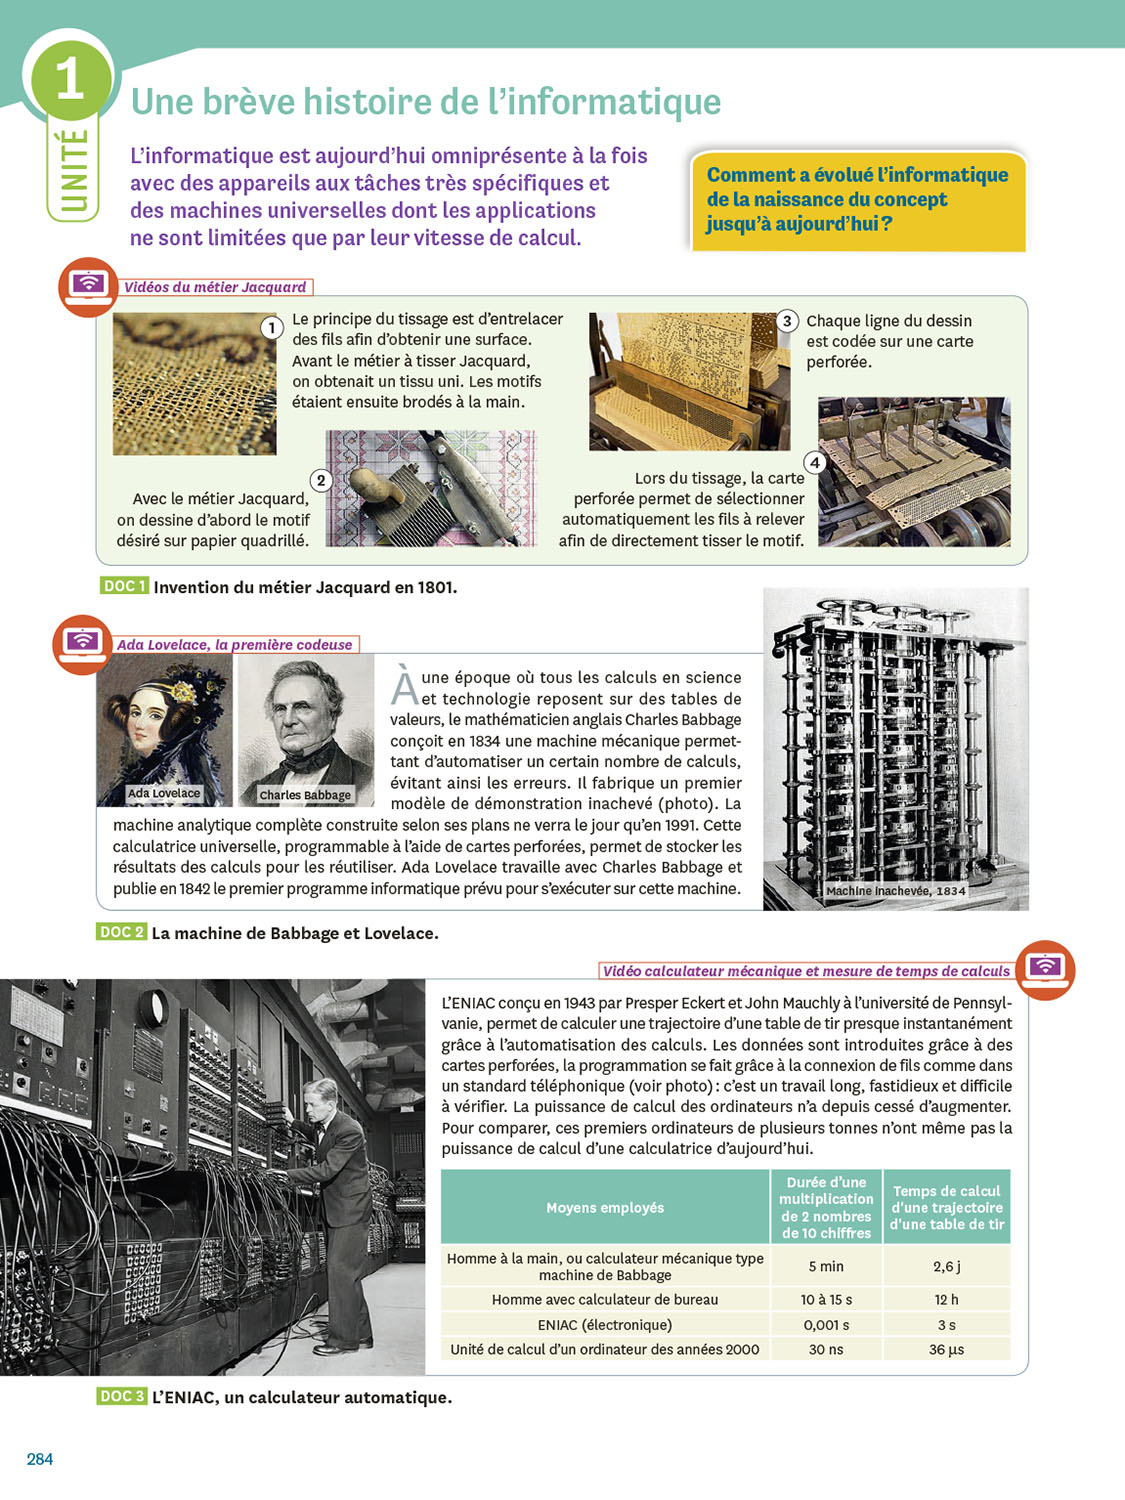 1
UNITÉ
Une brève histoire de l'informatique
L'informatique est aujourd'hui omniprésente à la fois
avec des appareils aux tâches très spécifiques et
des machines universelles dont les applications
ne sont limitées que par leur vitesse de calcul.
Comment a évolué l'informatique
de la naissance du concept
jusqu'à aujourd'hui ?
Vidéos du métier Jacquard
1
Le principe du tissage est d'entrelacer
des fils afin d'obtenir une surface.
Avant le métier à tisser Jacquard,
on obtenait un tissu uni. Les motifs
étaient ensuite brodés à la main.
2
Avec le métier Jacquard,
on dessine d'abord le motif
désiré sur papier quadrillé.
3
Chaque ligne du dessin
est codée sur une carte
perforée.
4
Lors du tissage, la carte
perforée permet de sélectionner
automatiquement les fils à relever
afin de directement tisser le motif.
DOC 1 Invention du métier Jacquard en 1801.
Ada Lovelace, la première codeuse
Ada Lovelace
Charles Babbage
À une époque où tous les calculs en science
et technologie reposent sur des tables de
valeurs, le mathématicien anglais Charles Babbage
conçoit en 1834 une machine mécanique permet-
tant d'automatiser un certain nombre de calculs,
évitant ainsi les erreurs. Il fabrique un premier
modèle de démonstration inachevé (photo). La
machine analytique complète construite selon ses plans ne verra le jour qu'en 1991. Cette
calculatrice universelle, programmable à l'aide de cartes perforées, permet de stocker les
résultats des calculs pour les réutiliser. Ada Lovelace travaille avec Charles Babbage et
publie en 1842 le premier programme informatique prévu pour s'exécuter sur cette machine.
Machine inachevée, 1834
DOC 2 La machine de Babbage et Lovelace.
Vidéo calculateur mécanique et mesure de temps de calculs
L'ENIAC conçu en 1943 par Presper Eckert et John Mauchly à l'université de Pennsyl-
vanie, permet de calculer une trajectoire d'une table de tir presque instantanément
grâce à l'automatisation des calculs. Les données sont introduites grâce à des
cartes perforées, la programmation se fait grâce à la connexion de fils comme dans
un standard téléphonique (voir photo) : c'est un travail long, fastidieux et difficile
à vérifier. La puissance de calcul des ordinateurs n'a depuis cessé d'augmenter.
Pour comparer, ces premiers ordinateurs de plusieurs tonnes n'ont même pas la
puissance de calcul d'une calculatrice d'aujourd'hui.
Moyens employés
Durée d'une
multiplication
de 2 nombres
de 10 chiffres
Temps de calcul
d'une trajectoire
d'une table de tir
Homme à la main, ou calculateur mécanique type
machine de Babbage
5 min
2,6 j
Homme avec calculateur de bureau
10 à 15 s
12 h
ENIAC (électronique)
0,001 s
3 s
Unité de calcul d'un ordinateur des années 2000
30 ns
36 µs
DOC 3 L'ENIAC, un calculateur automatique.
284